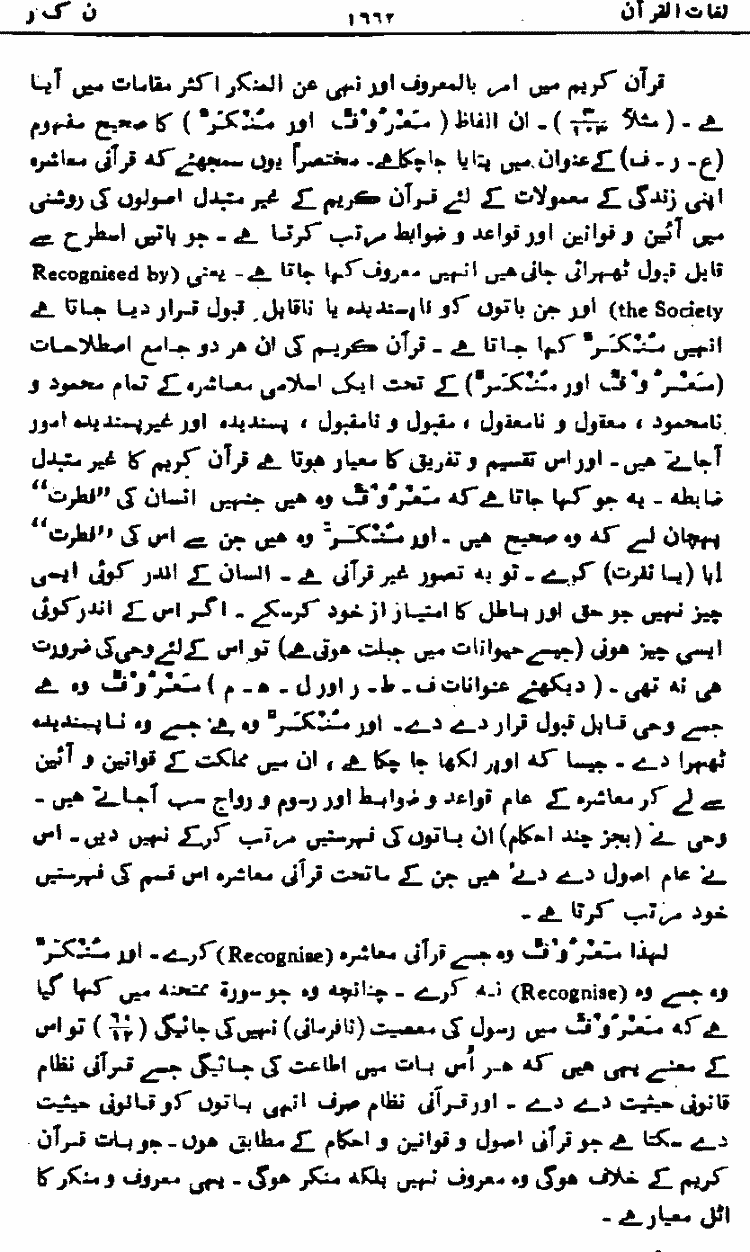 لغات القرآن ۱۶۶۲ ن ک ر
قرآن کریم میں امر بالمعروف اور نہی عن المنکر اکثر مقامات میں آیا
ہے۔ (مثلاً ۳/۱۰۳)۔ ان الفاظ (مَعْرُوْفٌ اور مُنْکَرٌ) کا صحیح مفہوم
(ع۔ ر۔ ف) کے عنوان میں بتایا جاچکا ہے۔ مختصراً یوں سمجھئے کہ قرآنی معاشرہ
اپنی زندگی کے معمولات کے لئے قرآن کریم کے غیر متبدل اصولوں کی روشنی
میں آئین و قوانین اور قواعد و ضوابط مرتب کرتا ہے۔ جو باتیں اسطرح سے
قابل قبول ٹھہرائی جاتی ہیں انہیں معروف کہا جاتا ہے۔ یعنی (Recognised by
the Society) اور جن باتوں کو ناپسندیدہ یا ناقابل قبول قرار دیا جاتا ہے
انہیں مُنْکَرٌ کہا جاتا ہے۔ قرآن کریم کی ان ہر دو جامع اصطلاحات
(مَعْرُوْفٌ اور مُنْکَرٌ) کے تحت ایک اسلامی معاشرہ کے تمام محمود و
نامحمود ، معقول و نامعقول ، مقبول و نامقبول ، پسندیدہ اور غیرپسندیدہ امور
آجاتے ہیں۔ اور اس تقسیم و تفریق کا معیار ہوتا ہے قرآن کریم کا غیر متبدل
ضابطہ۔ یہ جو کہا جاتا ہے کہ مَعْرُوْفٌ وہ ہیں جنہیں انسان کی ”فطرت“
پہچان لے کہ وہ صحیح ہیں۔ اور مُنْکَرٌ وہ ہیں جن سے اس کی ”فطرت“
ابا (یا نفرت) کرے۔ تو یہ تصور غیر قرآنی ہے۔ انسان کے اندر کوئی ایسی
چیز نہیں جو حق اور باطل کا امتیاز از خود کرسکے۔ اگر اس کے اندر کوئی
ایسی چیز ہوتی (جیسے حیوانات میں جبلت ہوتی ہے) تو اس کے لئے وحی کی ضرورت
ہی نہ تھی۔ (دیکھئے عنوانات ف۔ ط۔ ر اور ل۔ ھ۔ م) مَعْرُوْفٌ وہ ہے
جسے وحی قابل قبول قرار دے دے۔ اور مُنْکَرٌ وہ ہے جسے وہ ناپسندیدہ
ٹھہرا دے۔ جیسا کہ اوپر لکھا جا چکا ہے ، ان میں مملکت کے قوانین و آئین
سے لے کر معاشرہ کے عام قواعد و ضوابط اور رسوم و رواج سب آجاتے ہیں۔
وحی نے (بجز چند احکام) ان باتوں کی فہرستیں مرتب کرکے نہیں دیں۔ اس
نے عام اصول دے دیے ہیں جن کے ماتحت قرآنی معاشرہ اس قسم کی فہرستیں
خود مرتب کرتا ہے۔
لہذا مَعْرُوْفٌ وہ جسے قرآنی معاشرہ (Recognise) کرے۔ اور مُنْکَرٌ
وہ جسے وہ (Recognise) نہ کرے۔ چنانچہ وہ جو سورۃ ممتحنہ میں کہا گیا
ہے کہ مَعْرُوْفٌ میں رسول کی معصیت (نافرمانی) نہیں کی جائیگی (۶۰/۱۲) تو اس
کے معنے یہی ہیں کہ ہر اُس بات میں اطاعت کی جائیگی جسے قرآنی نظام
قانونی حیثیت دے دے۔ اور قرآنی نظام صرف انہی باتوں کو قانونی حیثیت
دے سکتا ہے جو قرآنی اصول و قوانین و احکام کے مطابق ہوں۔ جو بات قرآن
کریم کے خلاف ہوگی وہ معروف نہیں بلکہ منکر ہوگی۔ یہی معروف و منکر کا
اٹل معیار ہے۔